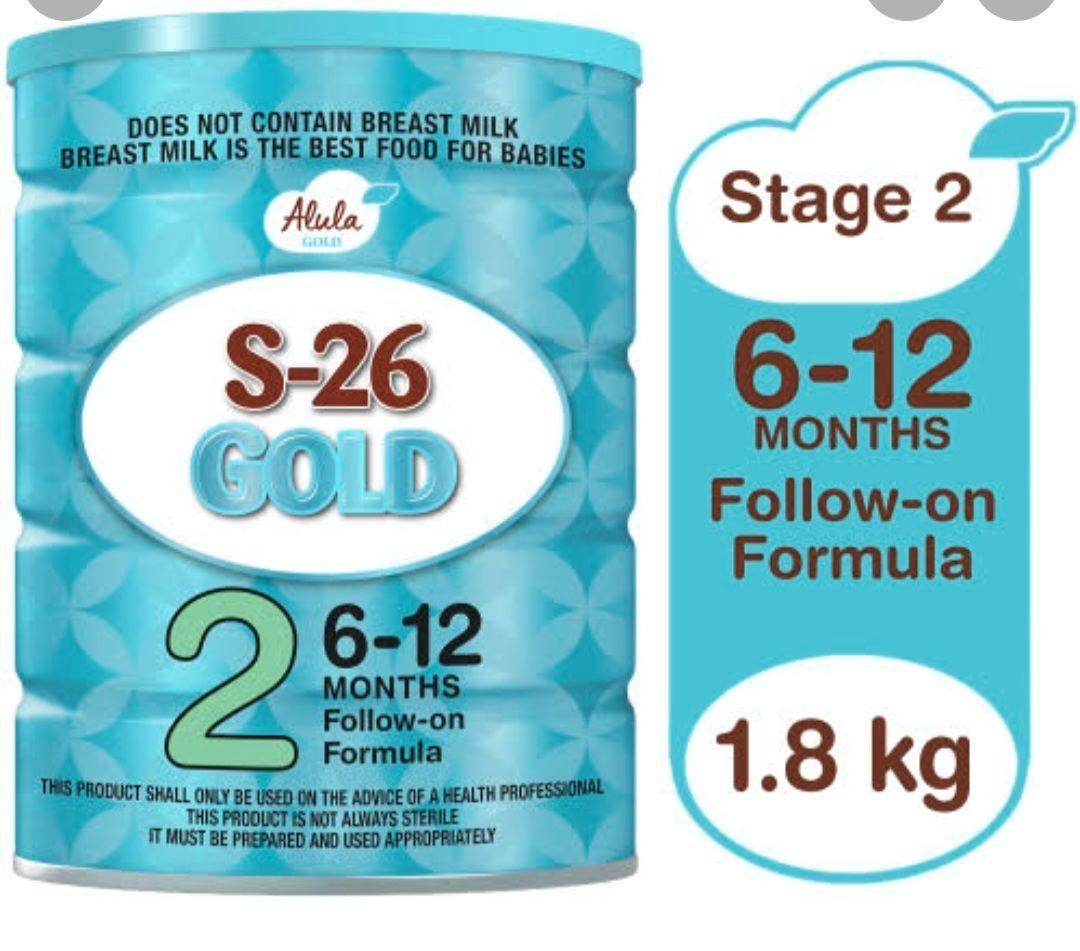 DOES NOT CONTAIN BREAST MILK
BREAST MILK IS THE BEST FOOD FOR BABIES
Alula
GOLD
S-26
GOLD
2
6-12
MONTHS
Follow-on
Formula
THIS PRODUCT SHALL ONLY BE USED ON THE ADVICE OF A HEALTH PROFESSIONAL
THIS PRODUCT IS NOT ALWAYS STERILE
IT MUST BE PREPARED AND USED APPROPRIATELY
Stage 2
6-12
MONTHS
Follow-on
Formula
1.8 kg